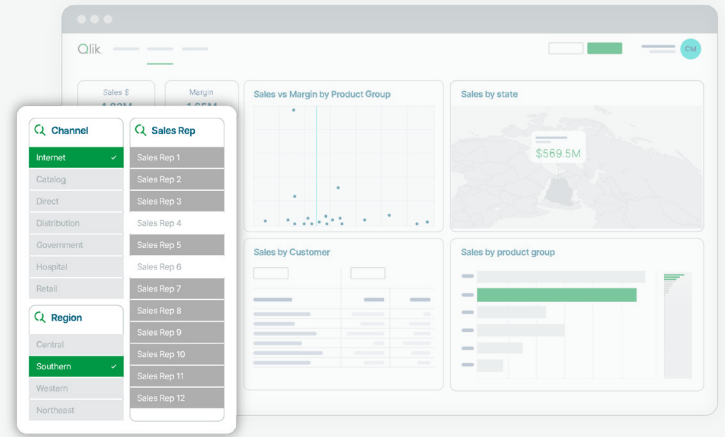 Qlik
CM
Sales $
Margin
Sales vs Margin by Product Group
Sales by state
$569.5M
Channel
Internet
Catalog
Direct
Distribution
Government
Hospital
Retail
Region
Central
Southern
Western
Northeast
Sales Rep
Sales Rep 1
Sales Rep 2
Sales Rep 3
Sales Rep 4
Sales Rep 5
Sales Rep 6
Sales Rep 7
Sales Rep 8
Sales Rep 9
Sales Rep 10
Sales Rep 11
Sales Rep 12
Sales by Customer
Sales by product group